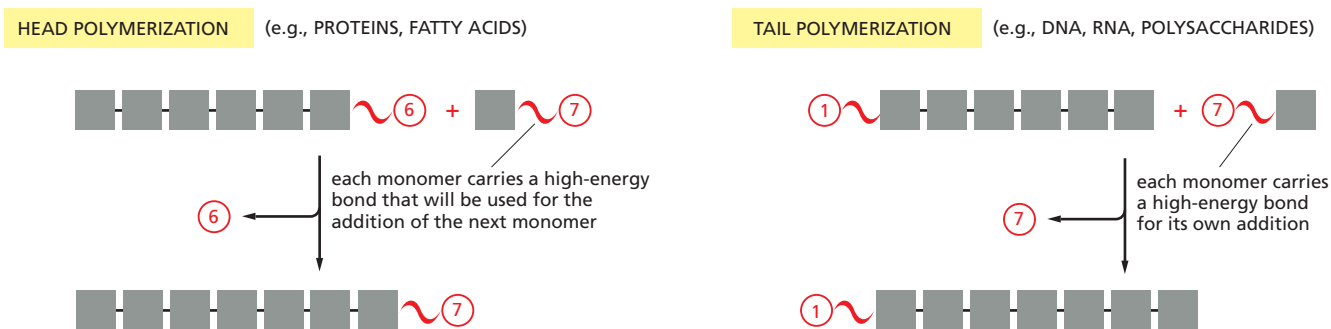 HEAD POLYMERIZATION (e.g., PROTEINS, FATTY ACIDS)
6 + 7
each monomer carries a high-energy
bond that will be used for the
addition of the next monomer
6
7
TAIL POLYMERIZATION (e.g., DNA, RNA, POLYSACCHARIDES)
1 + 7
each monomer carries
a high-energy bond
for its own addition
7
1